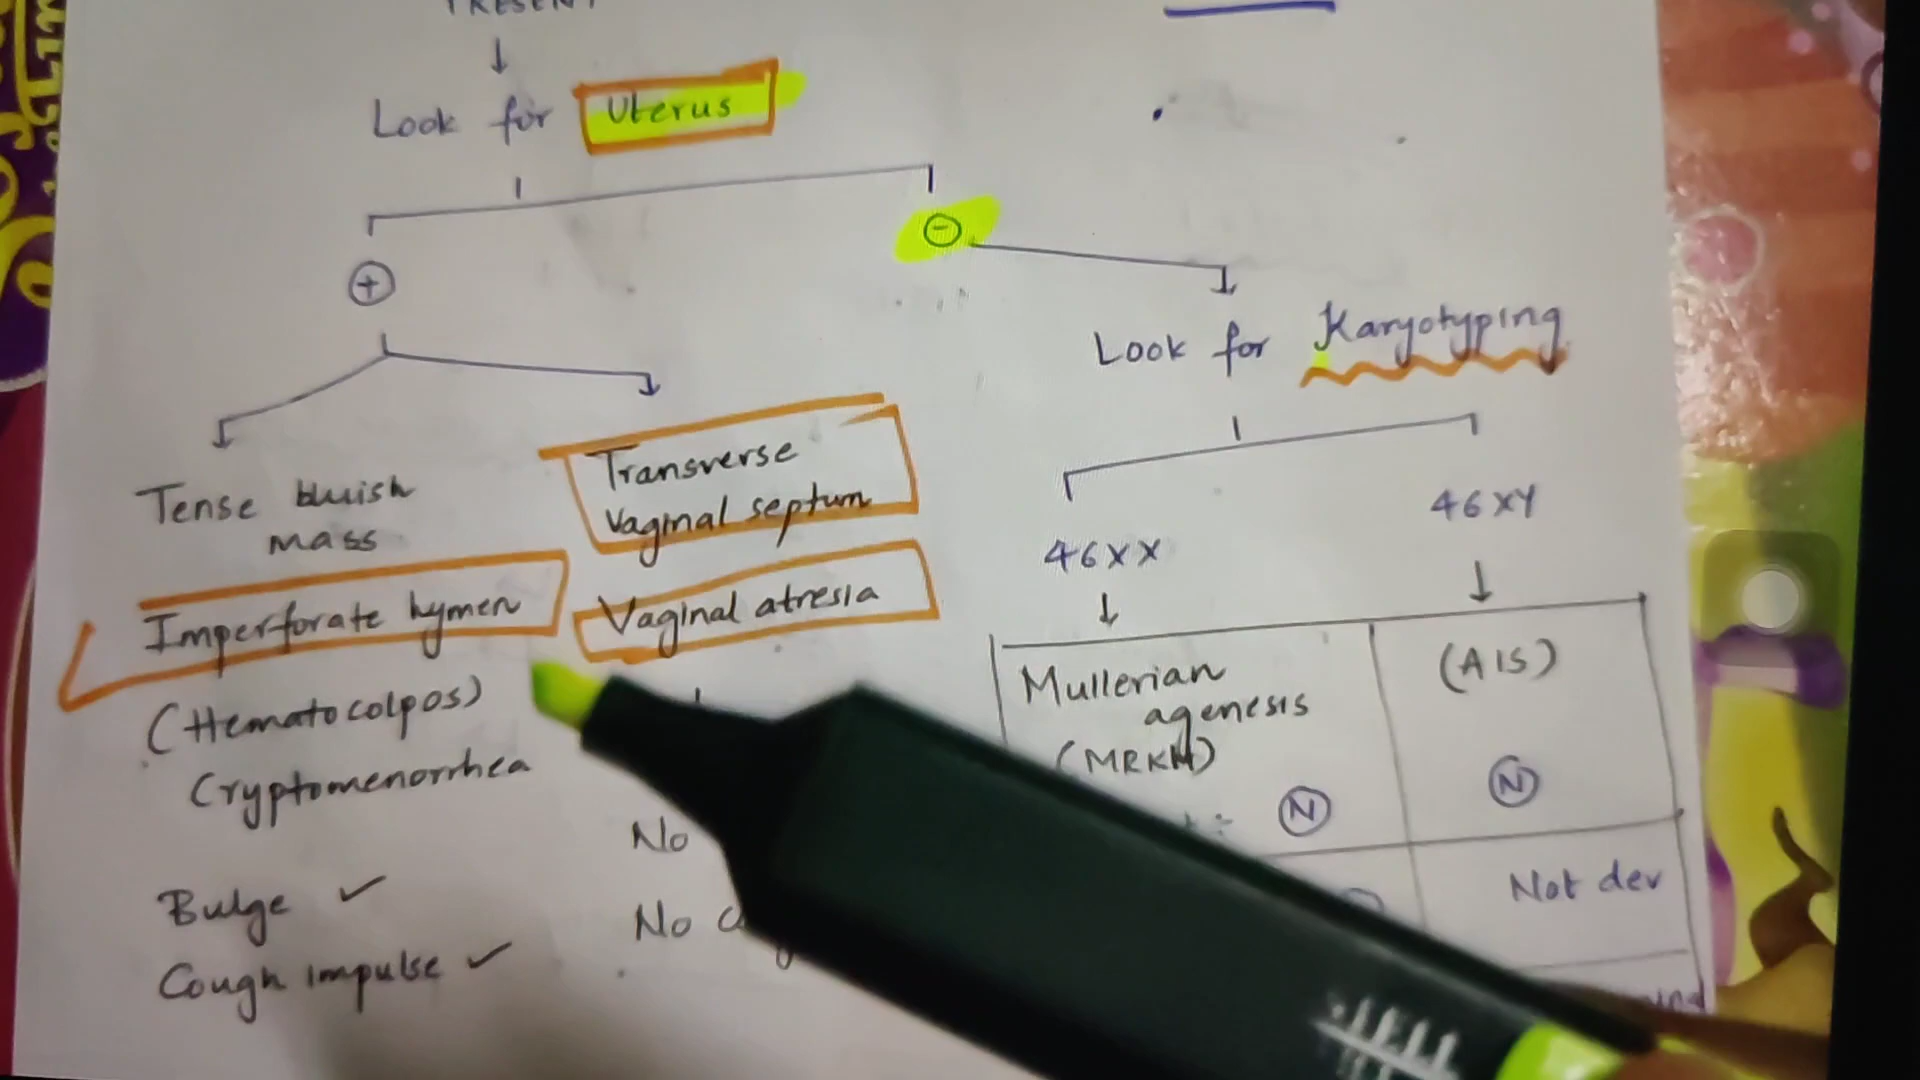 PRESENT
Look for Uterus
+
-
Look for Karyotyping
Tense bluish
mass
Imperforate hymen
(Hematocolpos)
Cryptomenorrhea
Bulge ✓
Cough impulse ✓
Transverse
vaginal septum
Vaginal atresia
No
No
46XX
46XY
Mullerian
agenesis
(MRKH)
N
(AIS)
N
Not dev